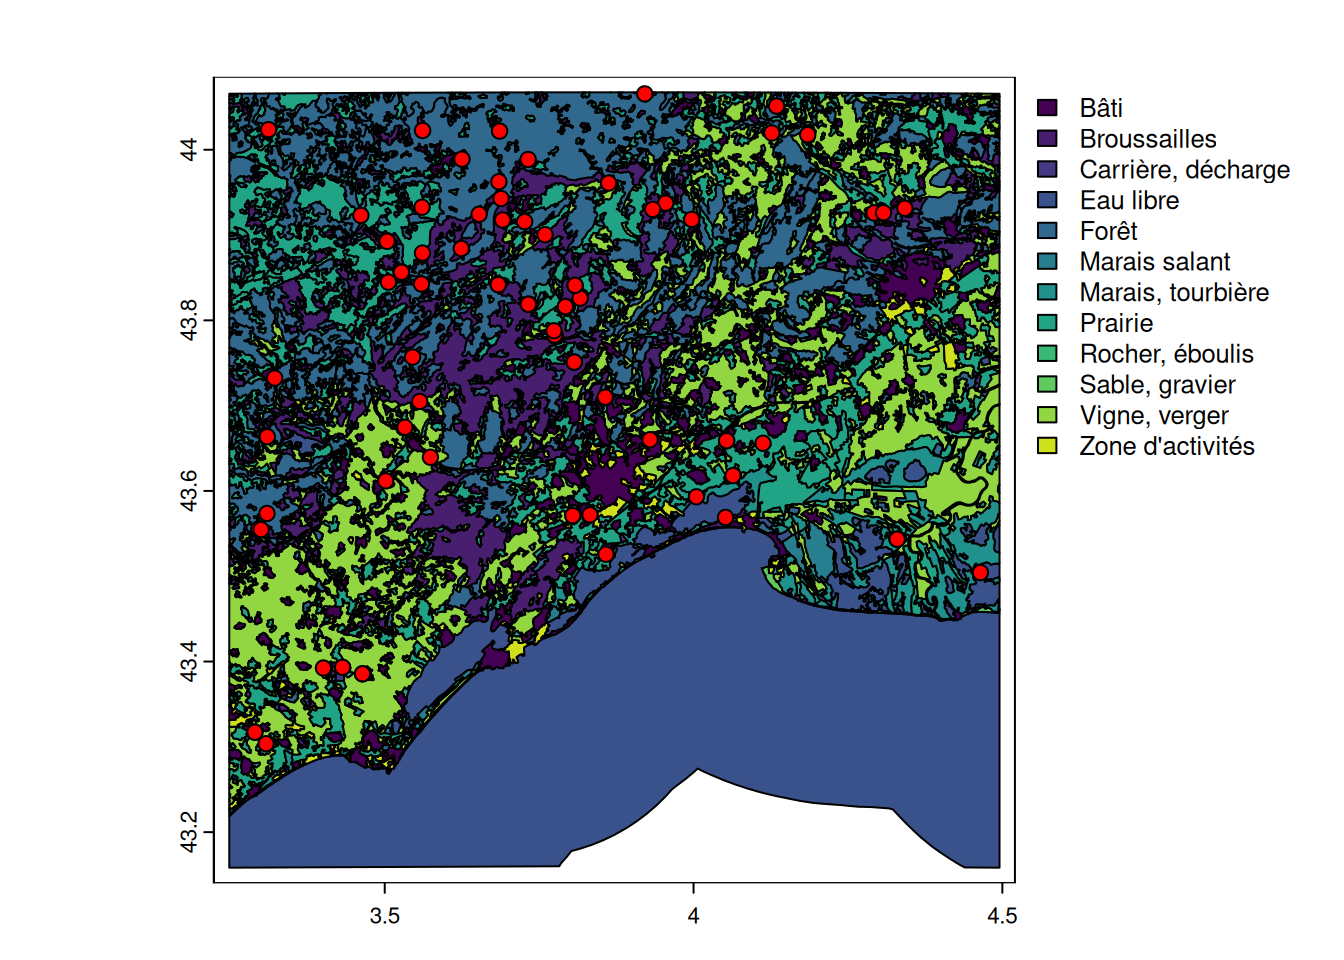 44
43.8
43.6
43.4
43.2
3.5
4
4.5
Bâti
Broussailles
Carrière, décharge
Eau libre
Forêt
Marais salant
Marais, tourbière
Prairie
Rocher, éboulis
Sable, gravier
Vigne, verger
Zone d'activités